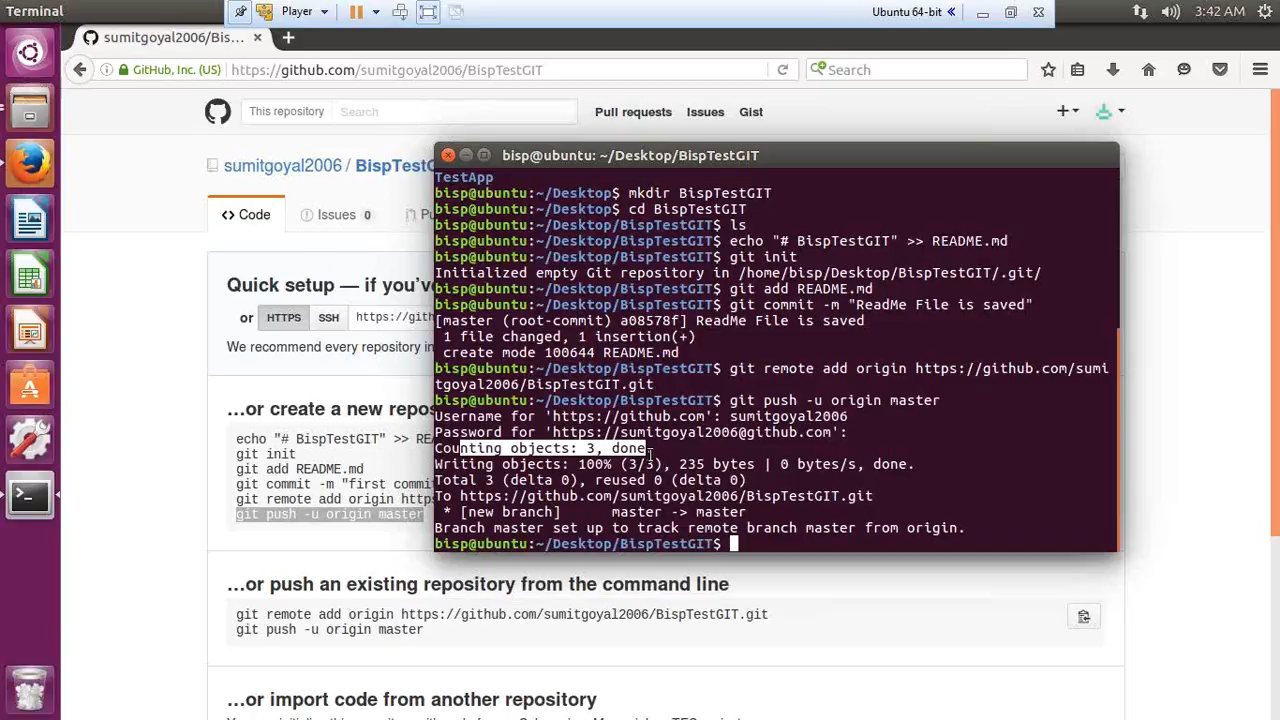 Terminal
Player
Ubuntu 64-bit
3:42 AM
sumitgoyal2006/Bis...
GitHub, Inc. (US)
https://github.com/sumitgoyal2006/BispTestGIT
Search
This repository
Search
Pull requests
Issues
Gist
sumitgoyal2006 / BispTestG
Code
Issues 0
Quick setup — if you’v
or HTTPS SSH https://gith
We recommend every repository in
…or create a new repos
echo "# BispTestGIT" >> REA
git init
git add README.md
git commit -m "first commit
git remote add origin https
git push -u origin master
bisp@ubuntu: ~/Desktop/BispTestGIT
TestApp
bisp@ubuntu:~/Desktop$ mkdir BispTestGIT
bisp@ubuntu:~/Desktop$ cd BispTestGIT
bisp@ubuntu:~/Desktop/BispTestGIT$ ls
bisp@ubuntu:~/Desktop/BispTestGIT$ echo "# BispTestGIT" >> README.md
bisp@ubuntu:~/Desktop/BispTestGIT$ git init
Initialized empty Git repository in /home/bisp/Desktop/BispTestGIT/.git/
bisp@ubuntu:~/Desktop/BispTestGIT$ git add README.md
bisp@ubuntu:~/Desktop/BispTestGIT$ git commit -m "ReadMe File is saved"
[master (root-commit) a08578f] ReadMe File is saved
1 file changed, 1 insertion(+)
create mode 100644 README.md
bisp@ubuntu:~/Desktop/BispTestGIT$ git remote add origin https://github.com/sumi
tgoyal2006/BispTestGIT.git
bisp@ubuntu:~/Desktop/BispTestGIT$ git push -u origin master
Username for 'https://github.com': sumitgoyal2006
Password for 'https://sumitgoyal2006@github.com':
Counting objects: 3, done
Writing objects: 100% (3/3), 235 bytes | 0 bytes/s, done.
Total 3 (delta 0), reused 0 (delta 0)
To https://github.com/sumitgoyal2006/BispTestGIT.git
* [new branch] master -> master
Branch master set up to track remote branch master from origin.
bisp@ubuntu:~/Desktop/BispTestGIT$
…or push an existing repository from the command line
git remote add origin https://github.com/sumitgoyal2006/BispTestGIT.git
git push -u origin master
…or import code from another repository